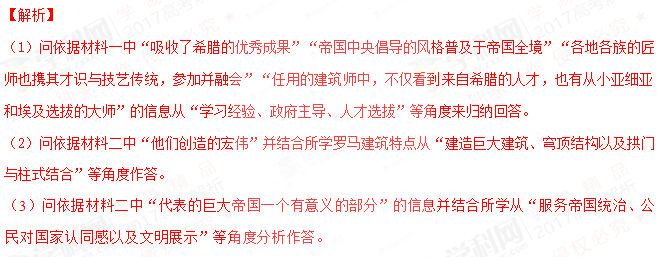 【解析】
（1）问依据材料一中“吸收了希腊的优秀成果”“帝国中央倡导的风格普及于帝国全境”“各地各族的匠
师也携其才识与技艺传统，参加并融会”“任用的建筑师中，不仅看到来自希腊的人才，也有从小亚细亚
和埃及选拔的大师”的信息从“学习经验、政府主导、人才选拔”等角度来归纳回答。
（2）问依据材料二中“他们创造的宏伟”并结合所学罗马建筑特点从“建造巨大建筑、穹顶结构以及拱门
与柱式结合”等角度作答。
（3）问依据材料二中“代表的巨大帝国一个有意义的部分”的信息并结合所学从“服务帝国统治、公
民对国家认同感以及文明展示”等角度分析作答。